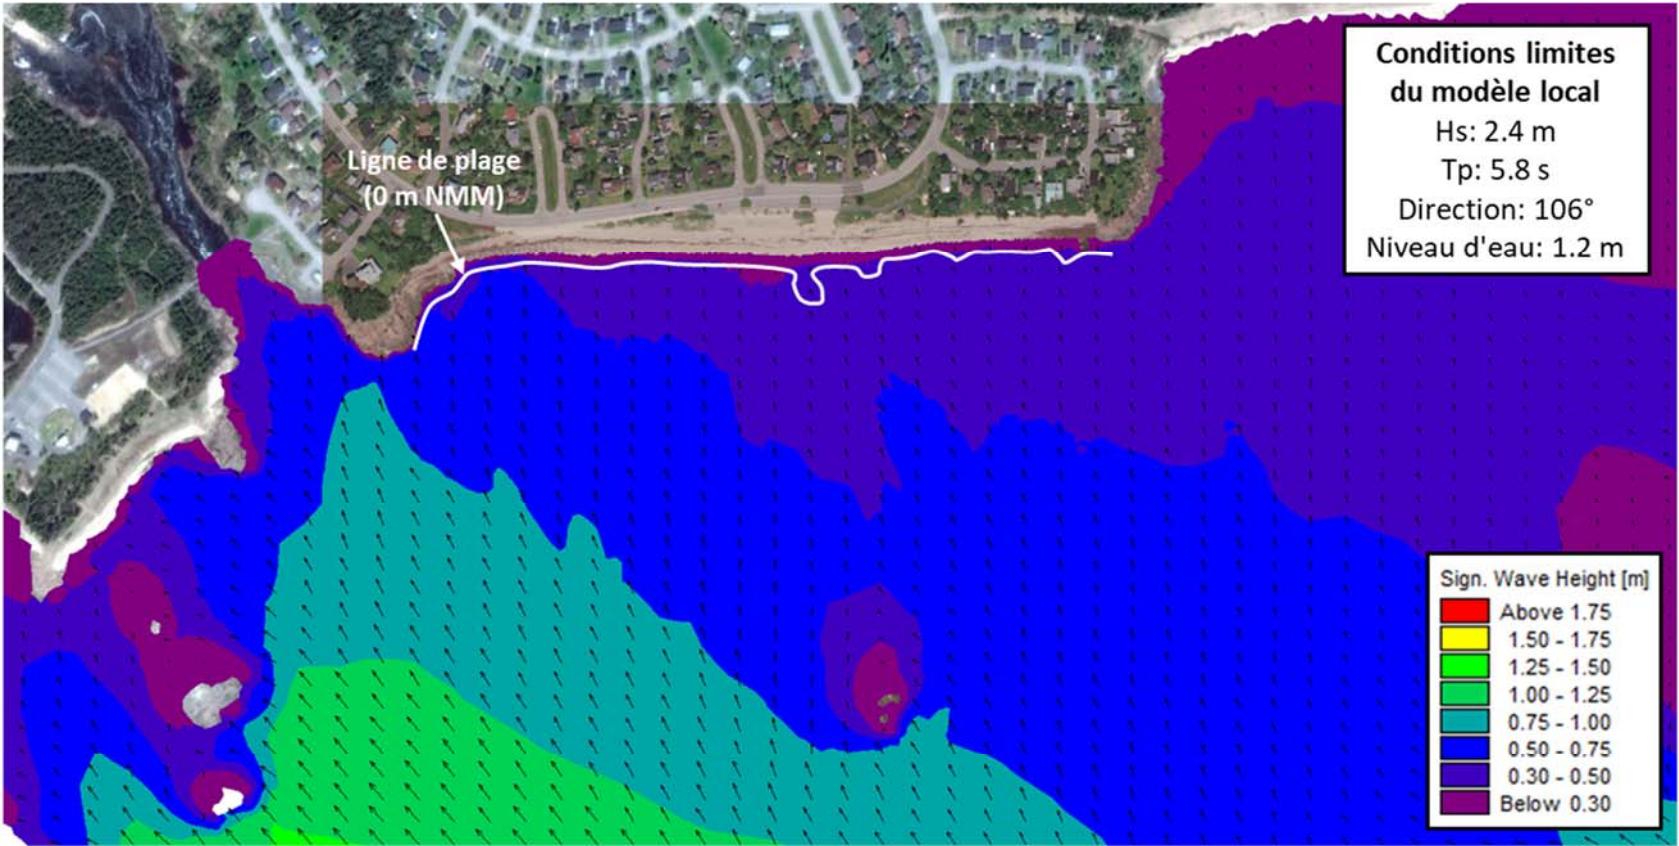 Conditions limites
du modèle local
Hs: 2.4 m
Tp: 5.8 s
Direction: 106°
Niveau d'eau: 1.2 m
Ligne de plage
(0 m NMM)
Sign. Wave Height [m]
Above 1.75
1.50 - 1.75
1.25 - 1.50
1.00 - 1.25
0.75 - 1.00
0.50 - 0.75
0.30 - 0.50
Below 0.30